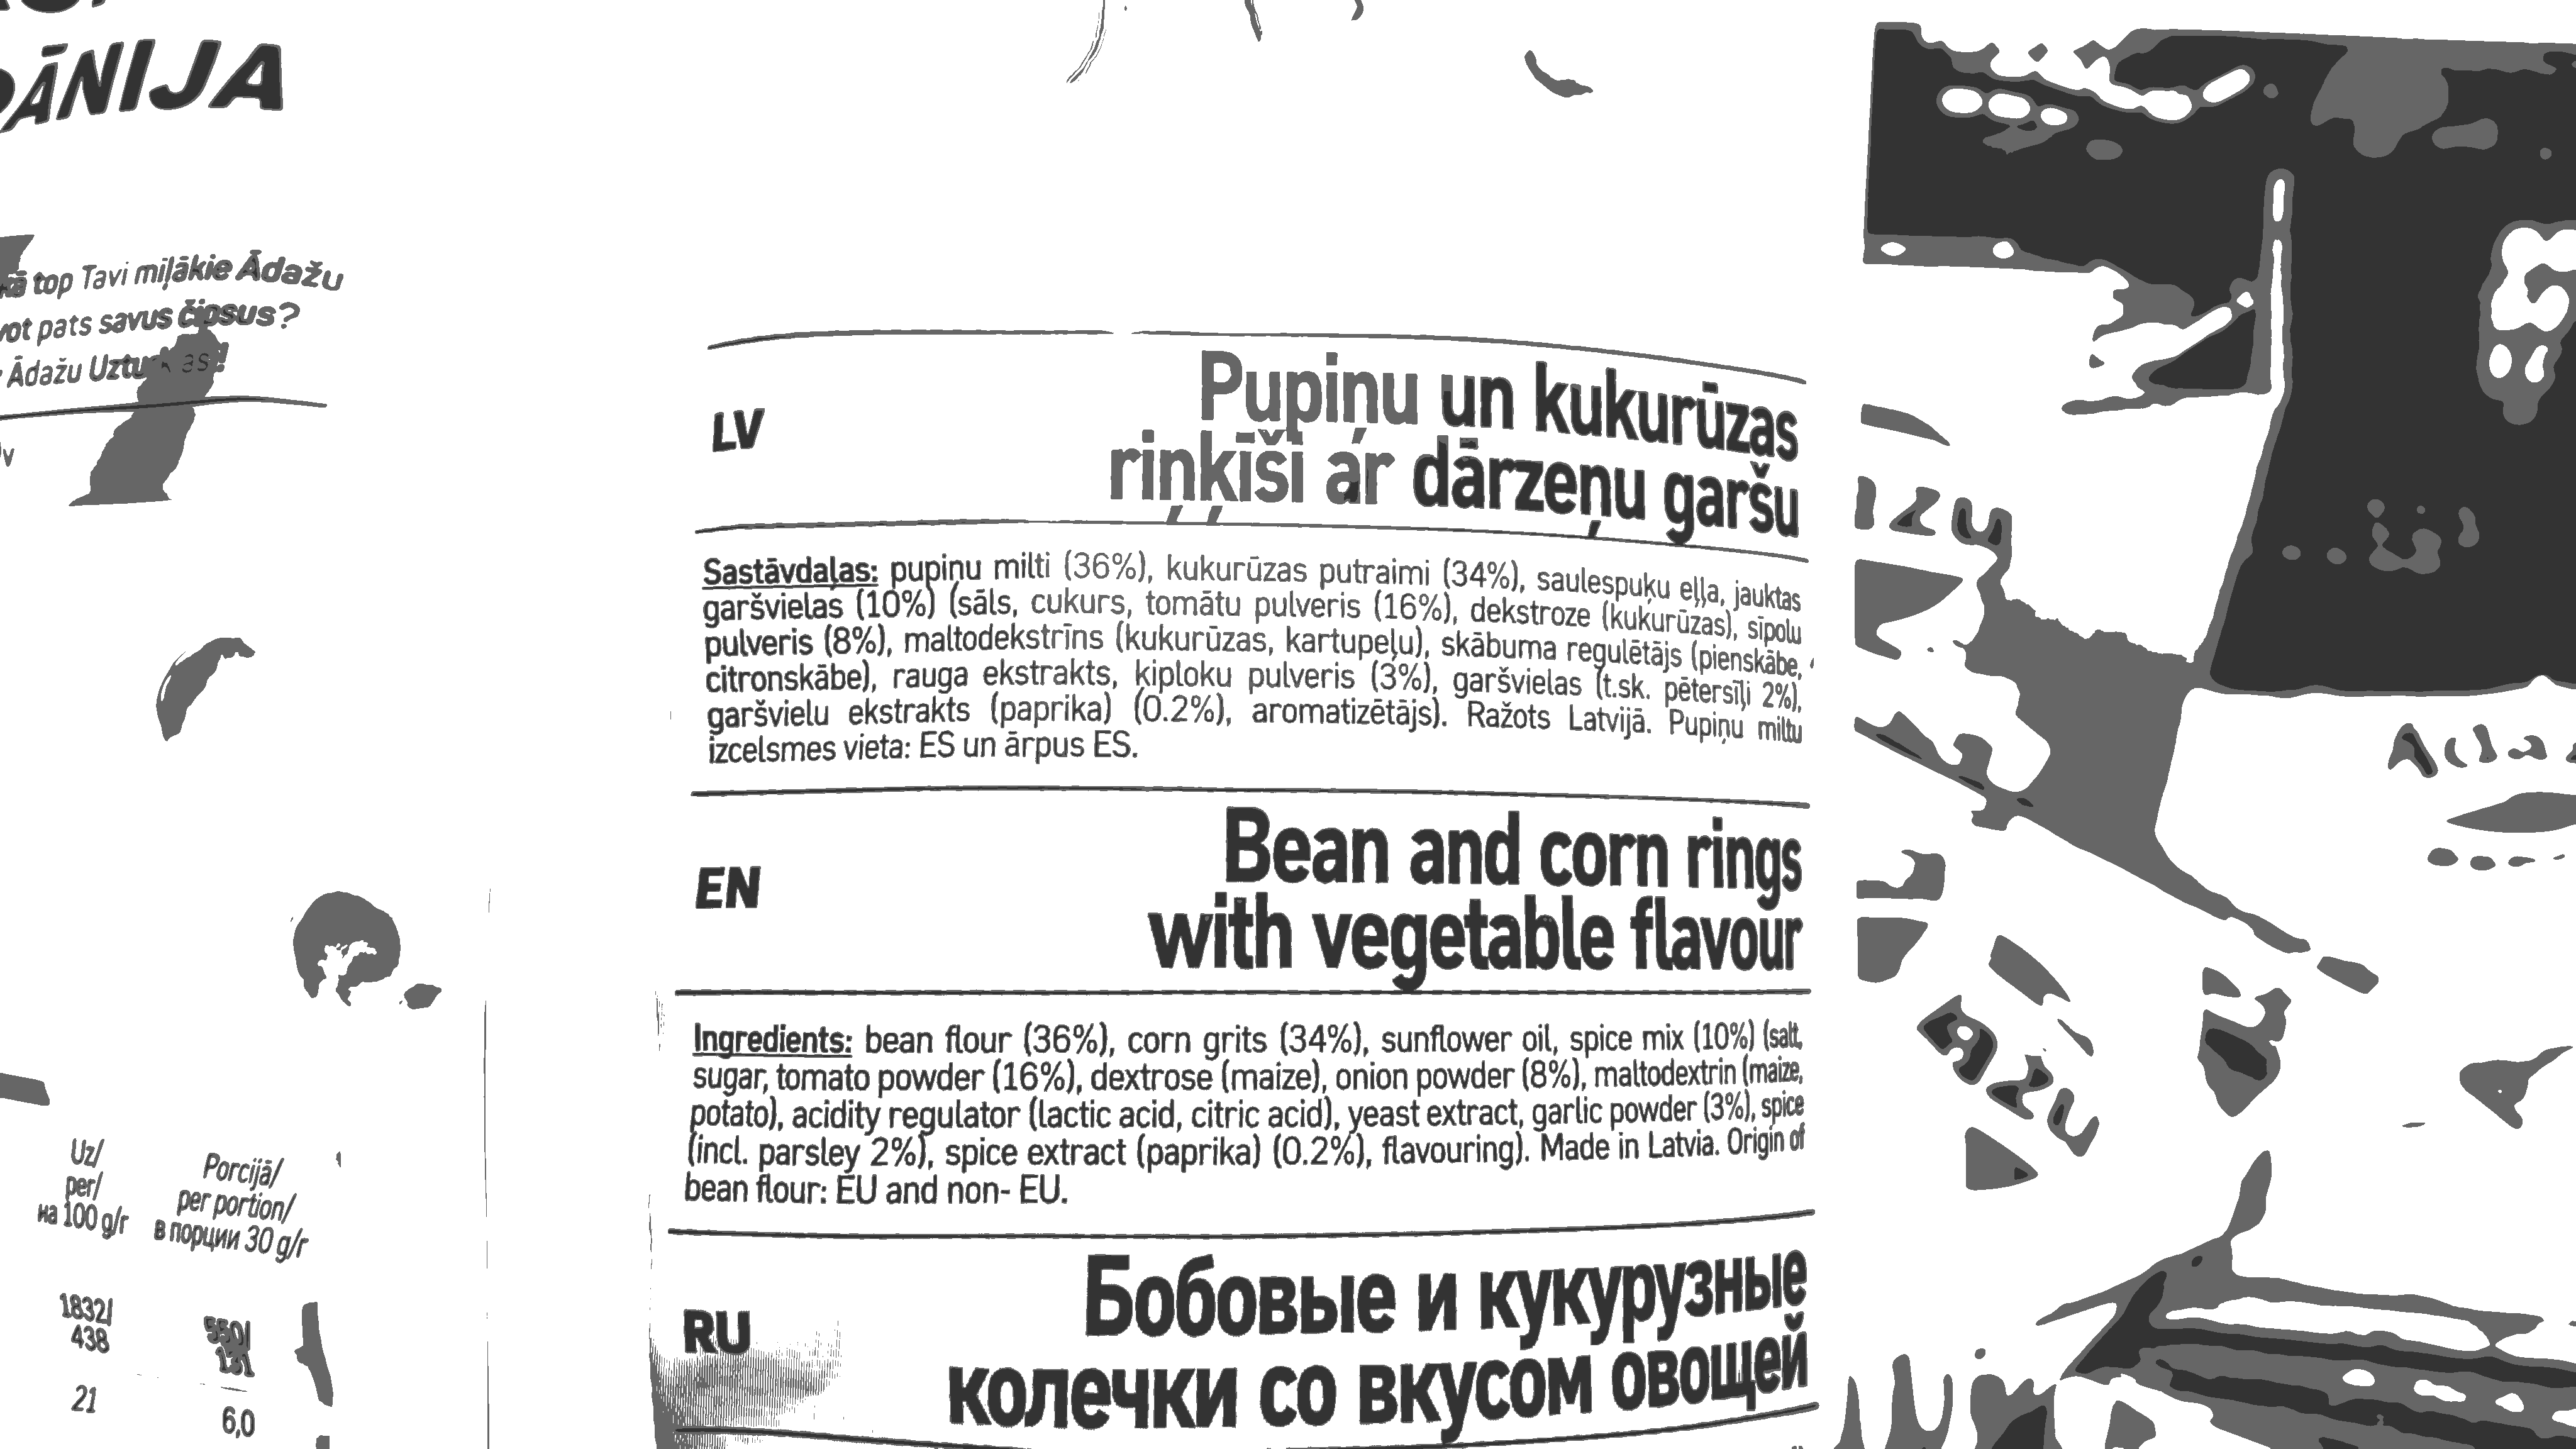 ĀNIJA
top Tavi miļākie Ādažu
pats savus čipsus?
Ādažu
LV
Pupiņu un kukurūzas
riņķīši ar dārzeņu garšu
Sastāvdaļas: pupiņu milti (36%), kukurūzas putraimi (34%), saulespuķu eļļa, jauktas
garšvielas (10%) (sāls, cukurs, tomātu pulveris (16%), dekstroze (kukurūzas), sīpolu
pulveris (8%), maltodekstrīns (kukurūzas, kartupeļu), skābuma regulētājs (pienskābe,
citronskābe), rauga ekstrakts, ķiploku pulveris (3%), garšvielas (t.sk. pētersīļi 2%),
garšvielu ekstrakts (paprika) (0.2%), aromatizētājs). Ražots Latvijā. Pupiņu miltu
izcelsmes vieta: ES un ārpus ES.
EN
Bean and corn rings
with vegetable flavour
Ingredients: bean flour (36%), corn grits (34%), sunflower oil, spice mix (10%) (salt,
sugar, tomato powder (16%), dextrose (maize), onion powder (8%), maltodextrin (maize,
potato), acidity regulator (lactic acid, citric acid), yeast extract, garlic powder (3%), spice
(incl. parsley 2%), spice extract (paprika) (0.2%), flavouring). Made in Latvia. Origin of
bean flour: EU and non- EU.
RU
Бобовые и кукурузные
колечки со вкусом овощей
Uz/
per/
на 100 g/г
Porcijā/
per portion/
в порции 30 g/г
1832/
438
550/
131
21
6,0